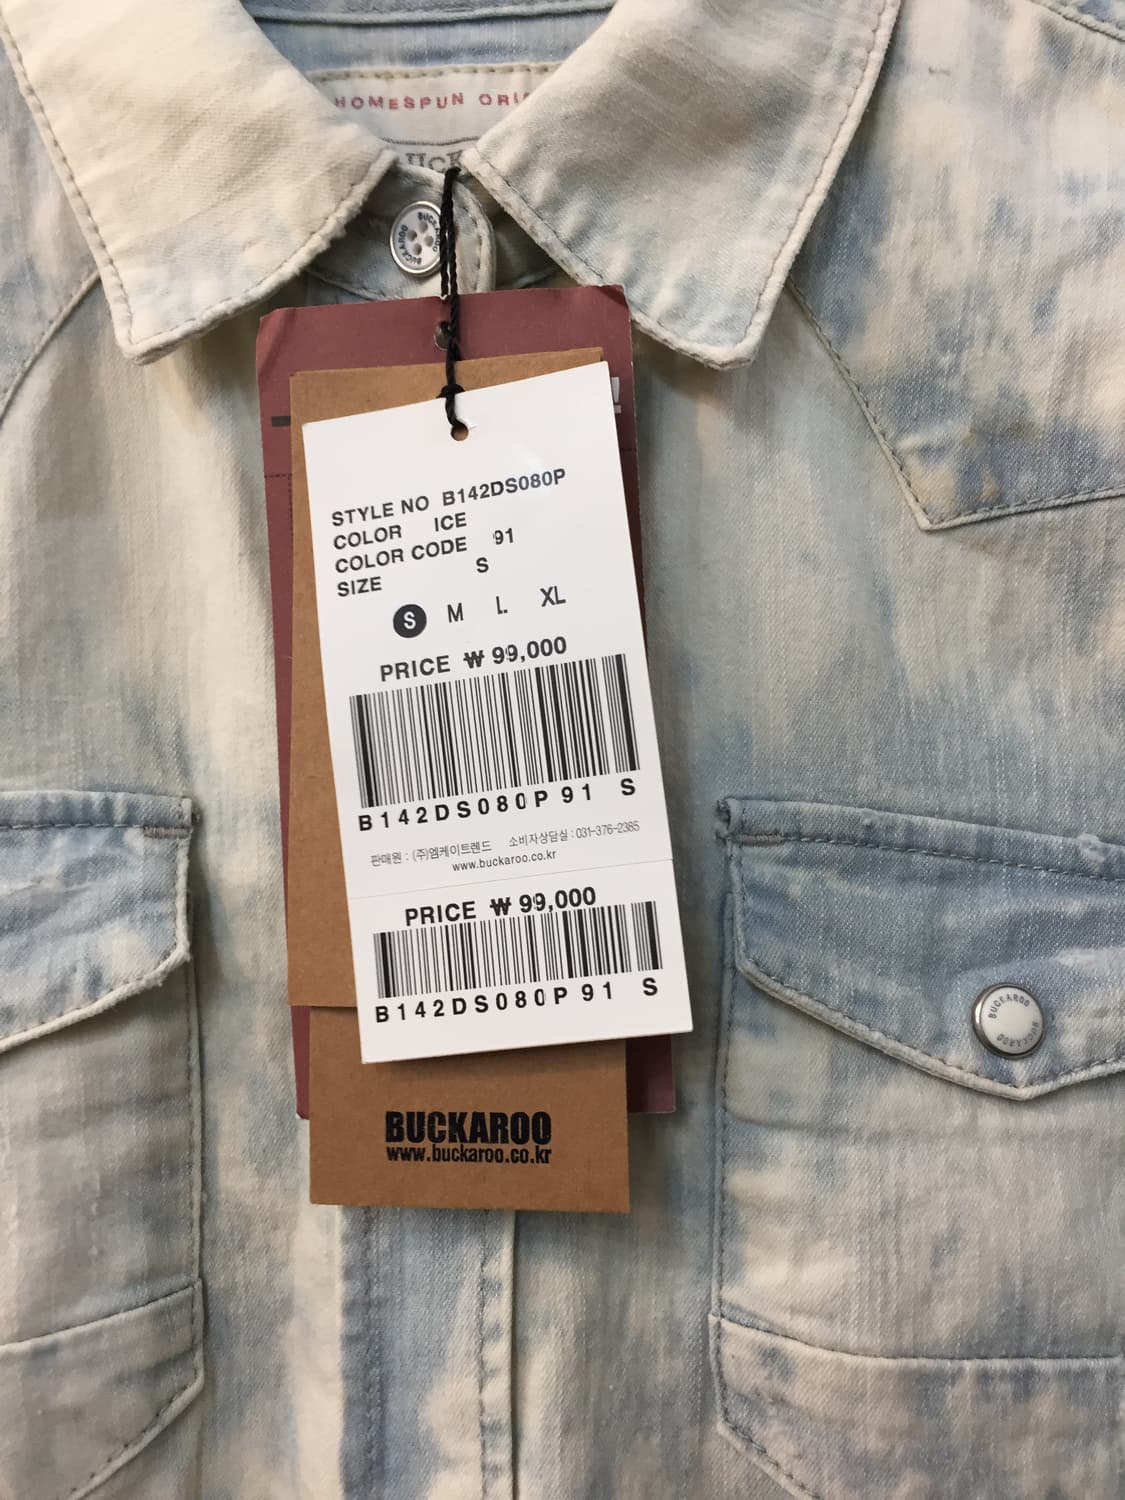 HOMESPUN
BUCKAROO
BUCKAROO
STYLE NO B142DS080P
COLOR ICE
COLOR CODE 91
SIZE S
S M L XL
PRICE ₩ 99,000
B142DS080P91 S
판매원 : (주)엠케이트렌드 소비자상담실 : 031-376-2385
www.buckaroo.co.kr
PRICE ₩ 99,000
B142DS080P91 S
BUCKAROO
www.buckaroo.co.kr
BUCKAROO
BUCKAROO